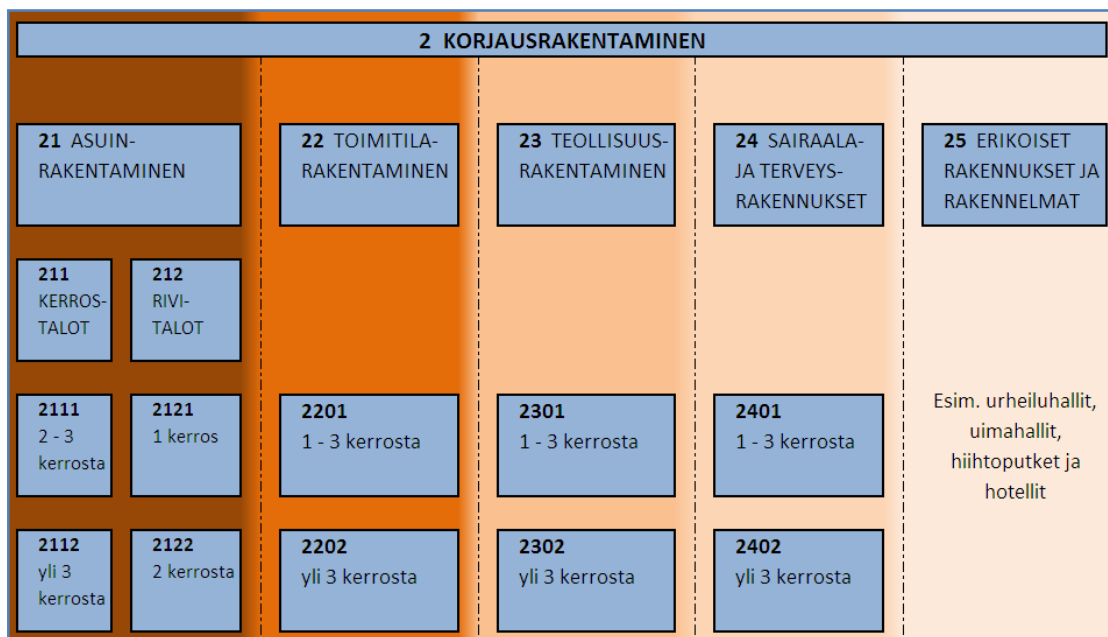 2 KORJAUSRAKENTAMINEN
21 ASUIN-
RAKENTAMINEN
22 TOIMITILA-
RAKENTAMINEN
23 TEOLLISUUS-
RAKENTAMINEN
24 SAIRAALA-
JA TERVEYS-
RAKENNUKSET
25 ERIKOISET
RAKENNUKSET JA
RAKENNELMAT
211
KERROS-
TALOT
212
RIVI-
TALOT
2111
2 - 3
kerrosta
2121
1 kerros
2201
1 - 3 kerrosta
2301
1 - 3 kerrosta
2401
1 - 3 kerrosta
Esim. urheiluhallit,
uimahallit,
hiihtoputket ja
hotellit
2112
yli 3
kerrosta
2122
2 kerrosta
2202
yli 3 kerrosta
2302
yli 3 kerrosta
2402
yli 3 kerrosta